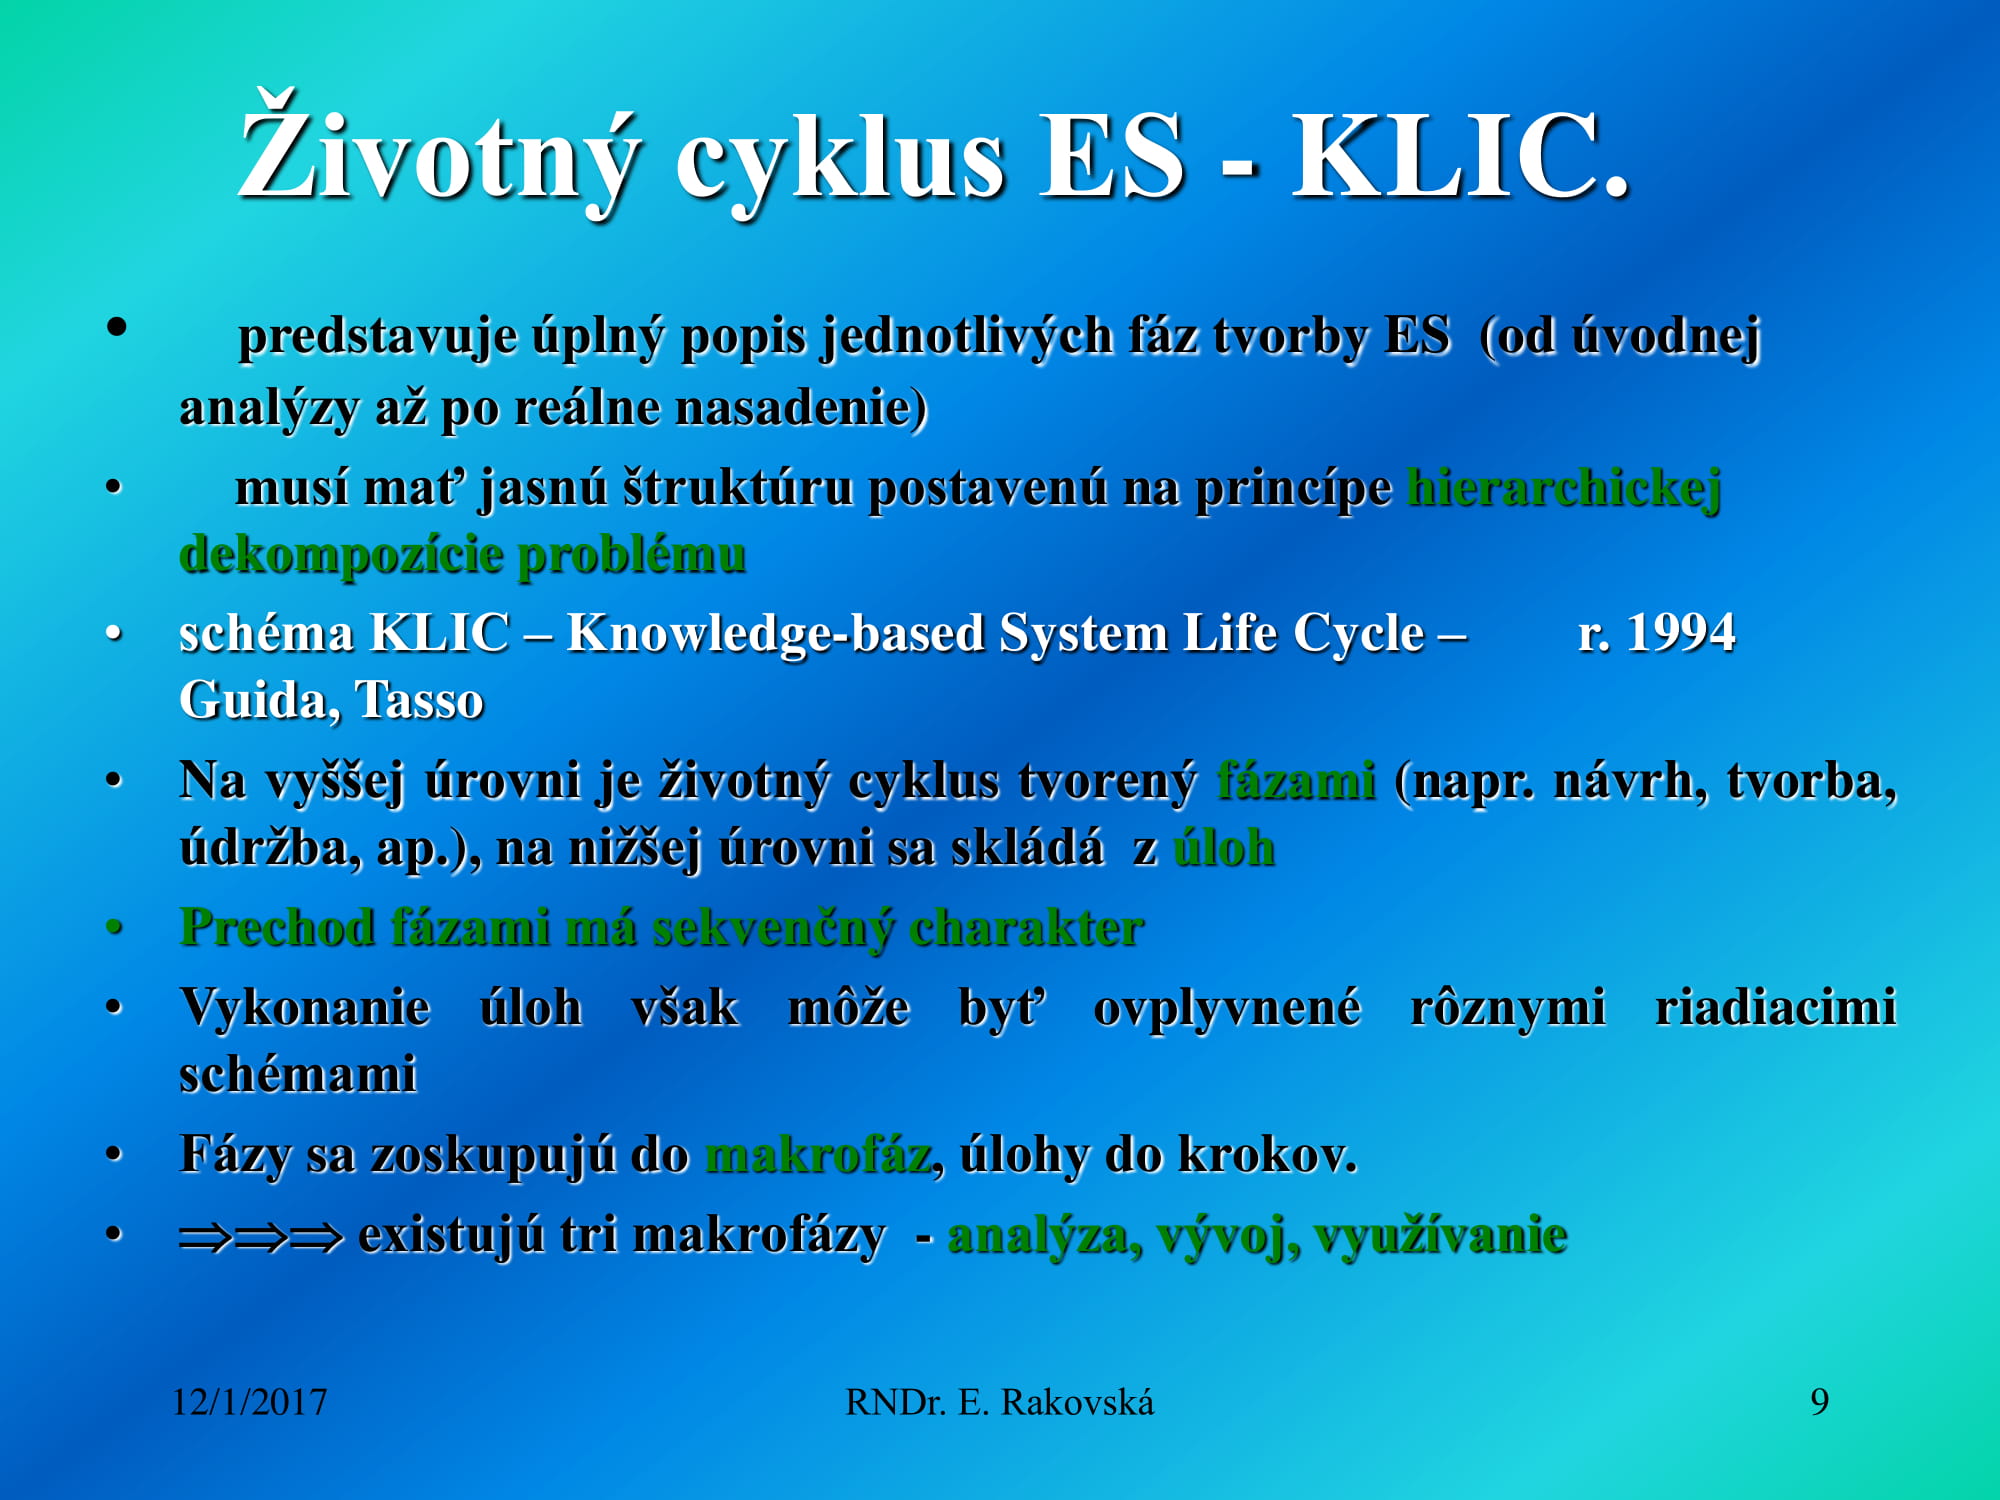 Životný cyklus ES - KLIC.
• predstavuje úplný popis jednotlivých fáz tvorby ES (od úvodnej
analýzy až po reálne nasadenie)
• musí mať jasnú štruktúru postavenú na princípe hierarchickej
dekompozície problému
• schéma KLIC – Knowledge-based System Life Cycle – r. 1994
Guida, Tasso
• Na vyššej úrovni je životný cyklus tvorený fázami (napr. návrh, tvorba,
údržba, ap.), na nižšej úrovni sa skládá z úloh
• Prechod fázami má sekvenčný charakter
• Vykonanie úloh však môže byť ovplyvnené rôznymi riadiacimi
schémami
• Fázy sa zoskupujú do makrofáz, úlohy do krokov.
• ⇒⇒⇒ existujú tri makrofázy - analýza, vývoj, využívanie
12/1/2017
RNDr. E. Rakovská
9